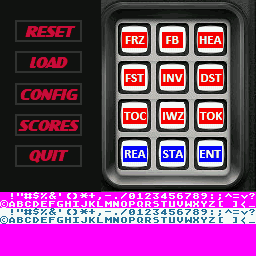 RESET
LOAD
CONFIG
SCORES
QUIT
FRZ FB HEA
FST INV DST
TOC IWZ TOK
REA STA ENT
!"#$%&'()*+,-./0123456789:;^=v?
©ABCDEFGHIJKLMNOPQRSTUVWXYZ[ ]<_
!"#$%&'()*+,-./0123456789:;^=v?
©ABCDEFGHIJKLMNOPQRSTUVWXYZ[ ]<_